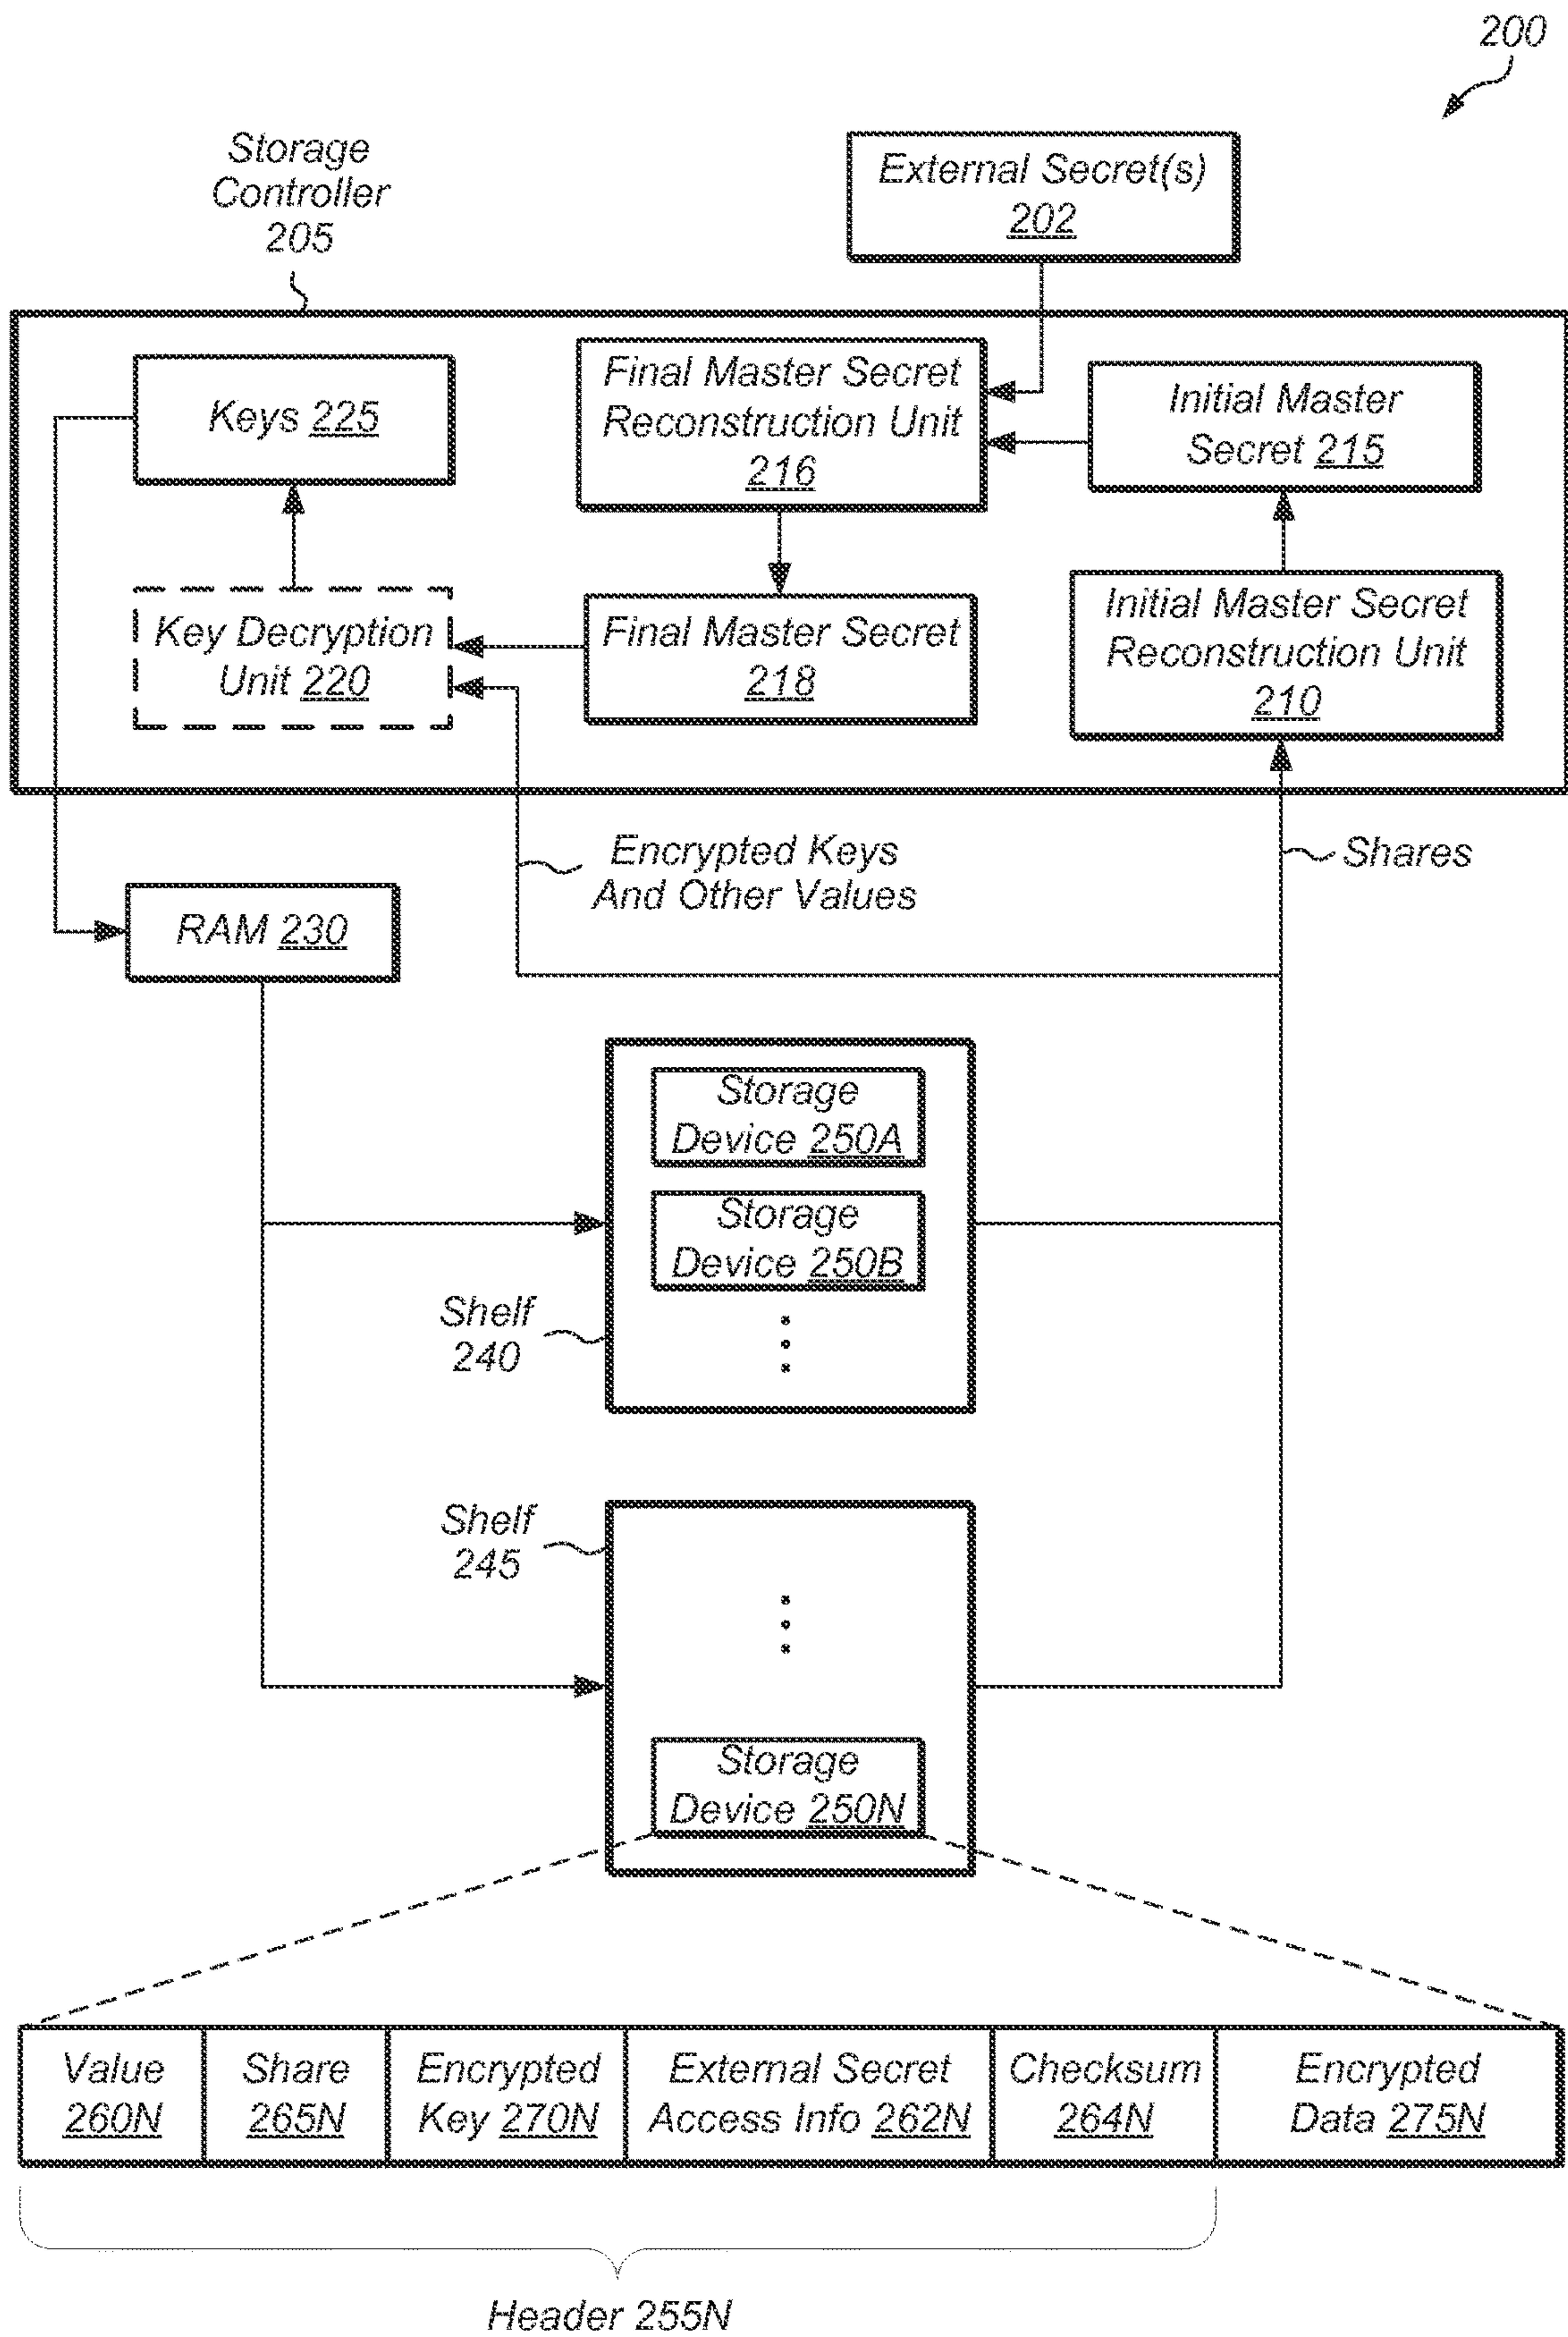 200
Storage
Controller
205
External Secret(s)
202
Keys 225
Final Master Secret
Reconstruction Unit
216
Initial Master
Secret 215
Key Decryption
Unit 220
Final Master Secret
218
Initial Master Secret
Reconstruction Unit
210
Encrypted Keys
And Other Values
Shares
RAM 230
Storage
Device 250A
Storage
Device 250B
Shelf
240
Shelf
245
Storage
Device 250N
Value
260N
Share
265N
Encrypted
Key 270N
External Secret
Access Info 262N
Checksum
264N
Encrypted
Data 275N
Header 255N